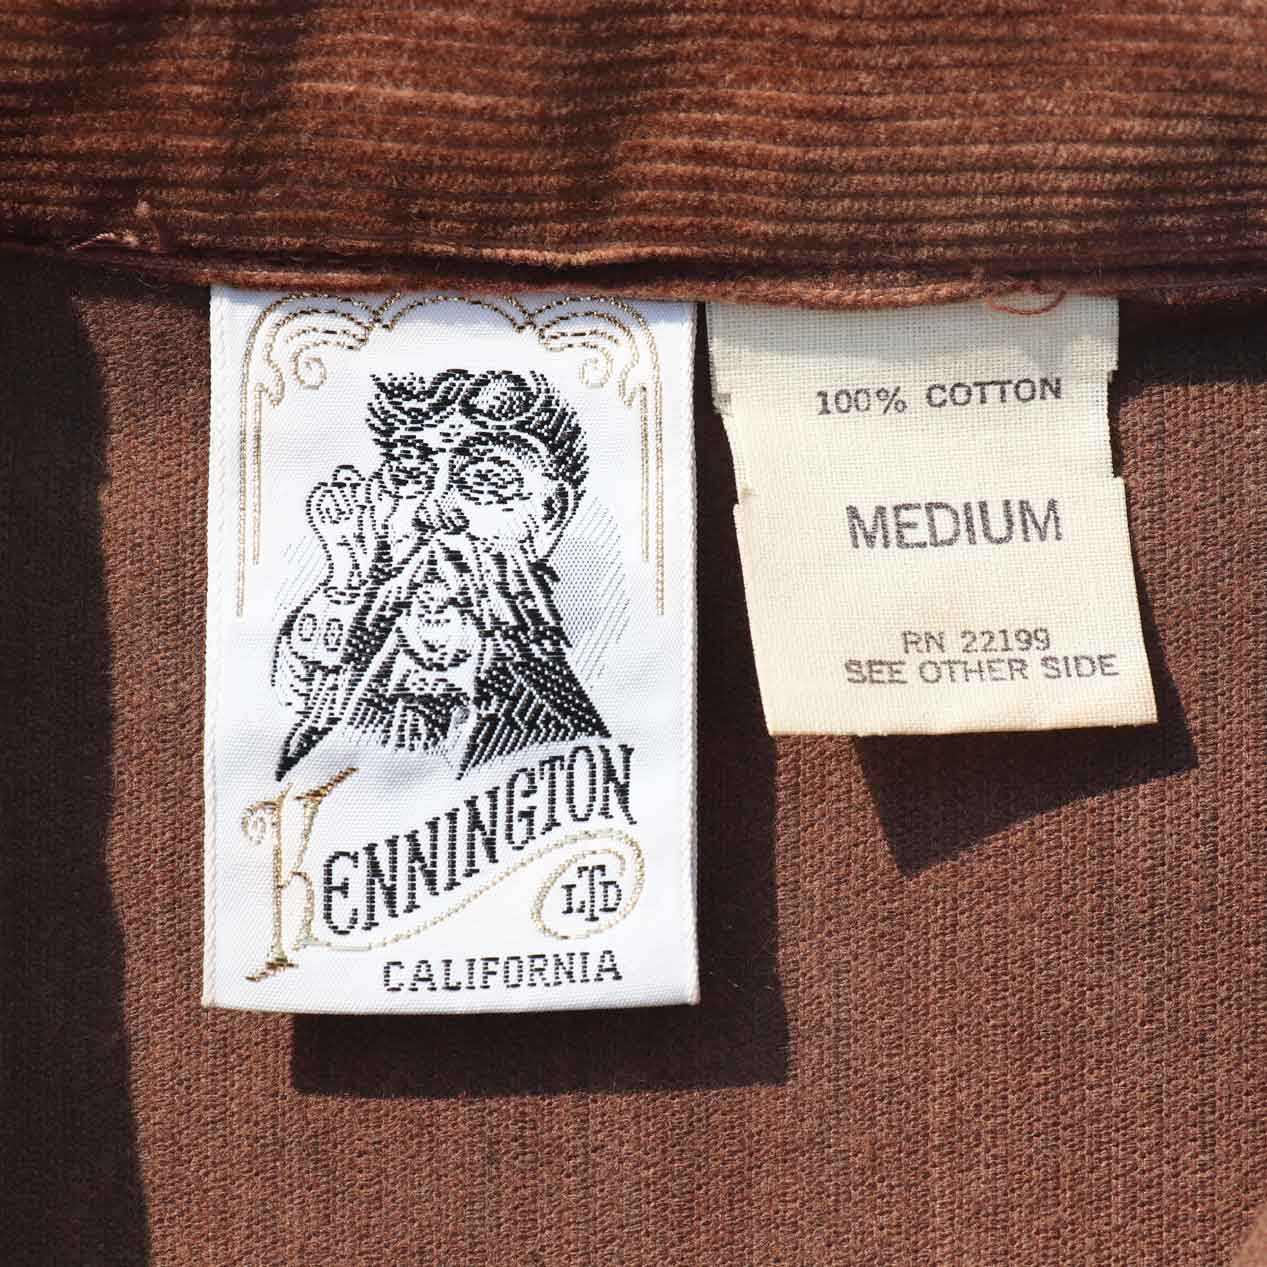 KENNINGTON
LTD
CALIFORNIA
100% COTTON
MEDIUM
RN 22199
SEE OTHER SIDE